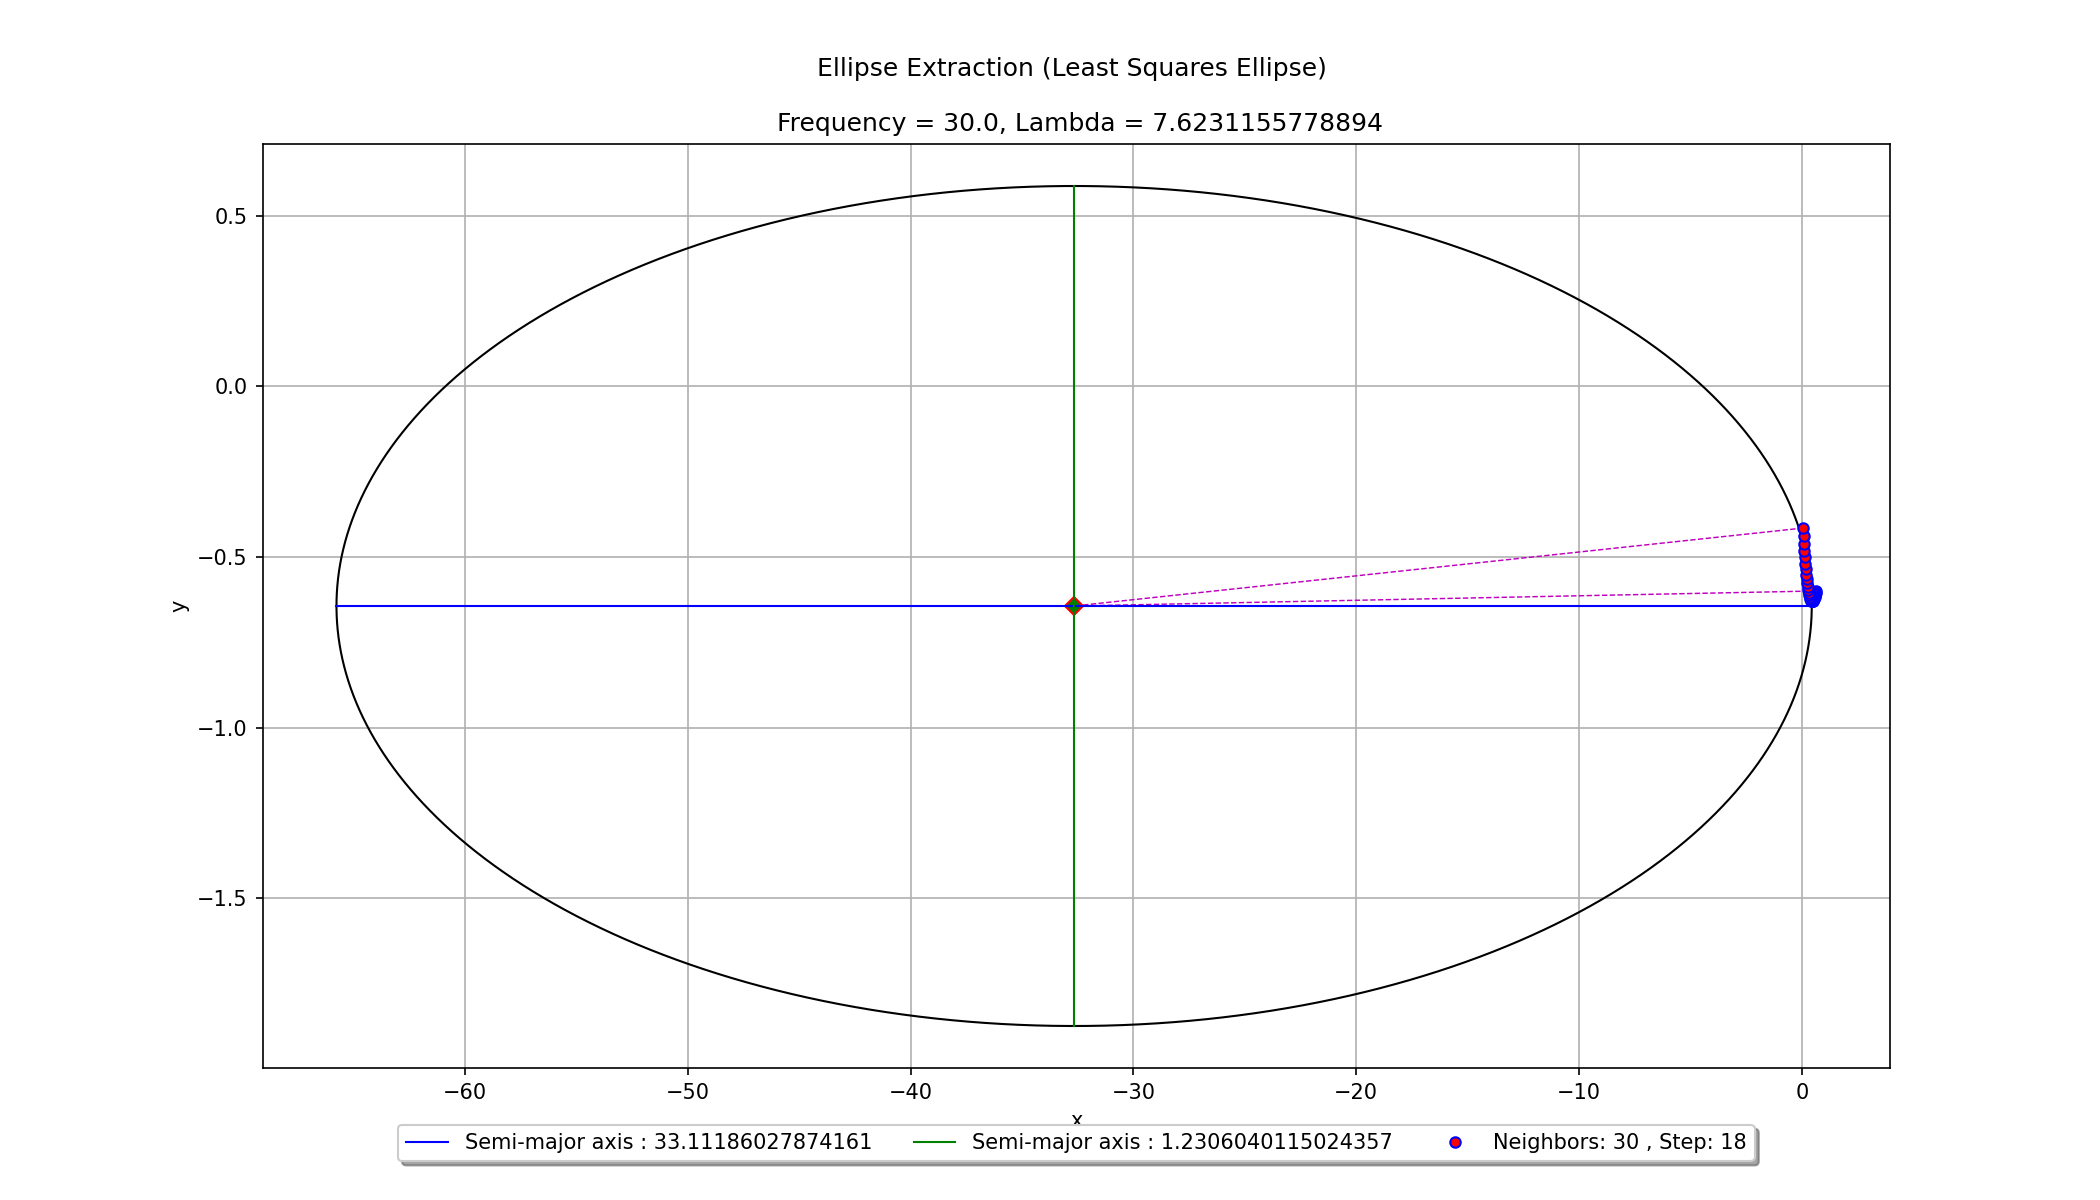 Ellipse Extraction (Least Squares Ellipse)
Frequency = 30.0, Lambda = 7.6231155778894
0.5
0.0
−0.5
−1.0
−1.5
y
−60
−50
−40
−30
−20
−10
0
x
Semi-major axis : 33.11186027874161
Semi-major axis : 1.2306040115024357
Neighbors: 30 , Step: 18